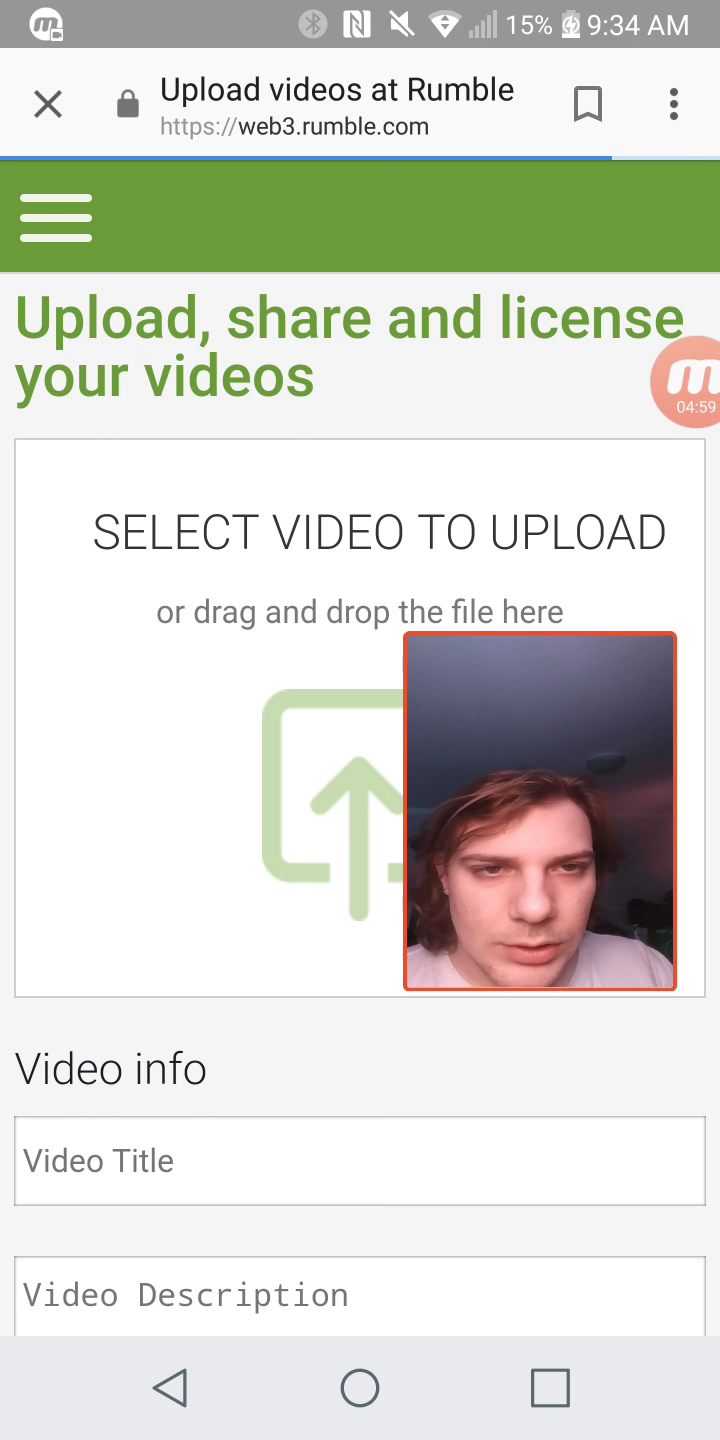 15% 9:34 AM
Upload videos at Rumble
https://web3.rumble.com
Upload, share and license
your videos
04:59
SELECT VIDEO TO UPLOAD
or drag and drop the file here
Video info
Video Title
Video Description